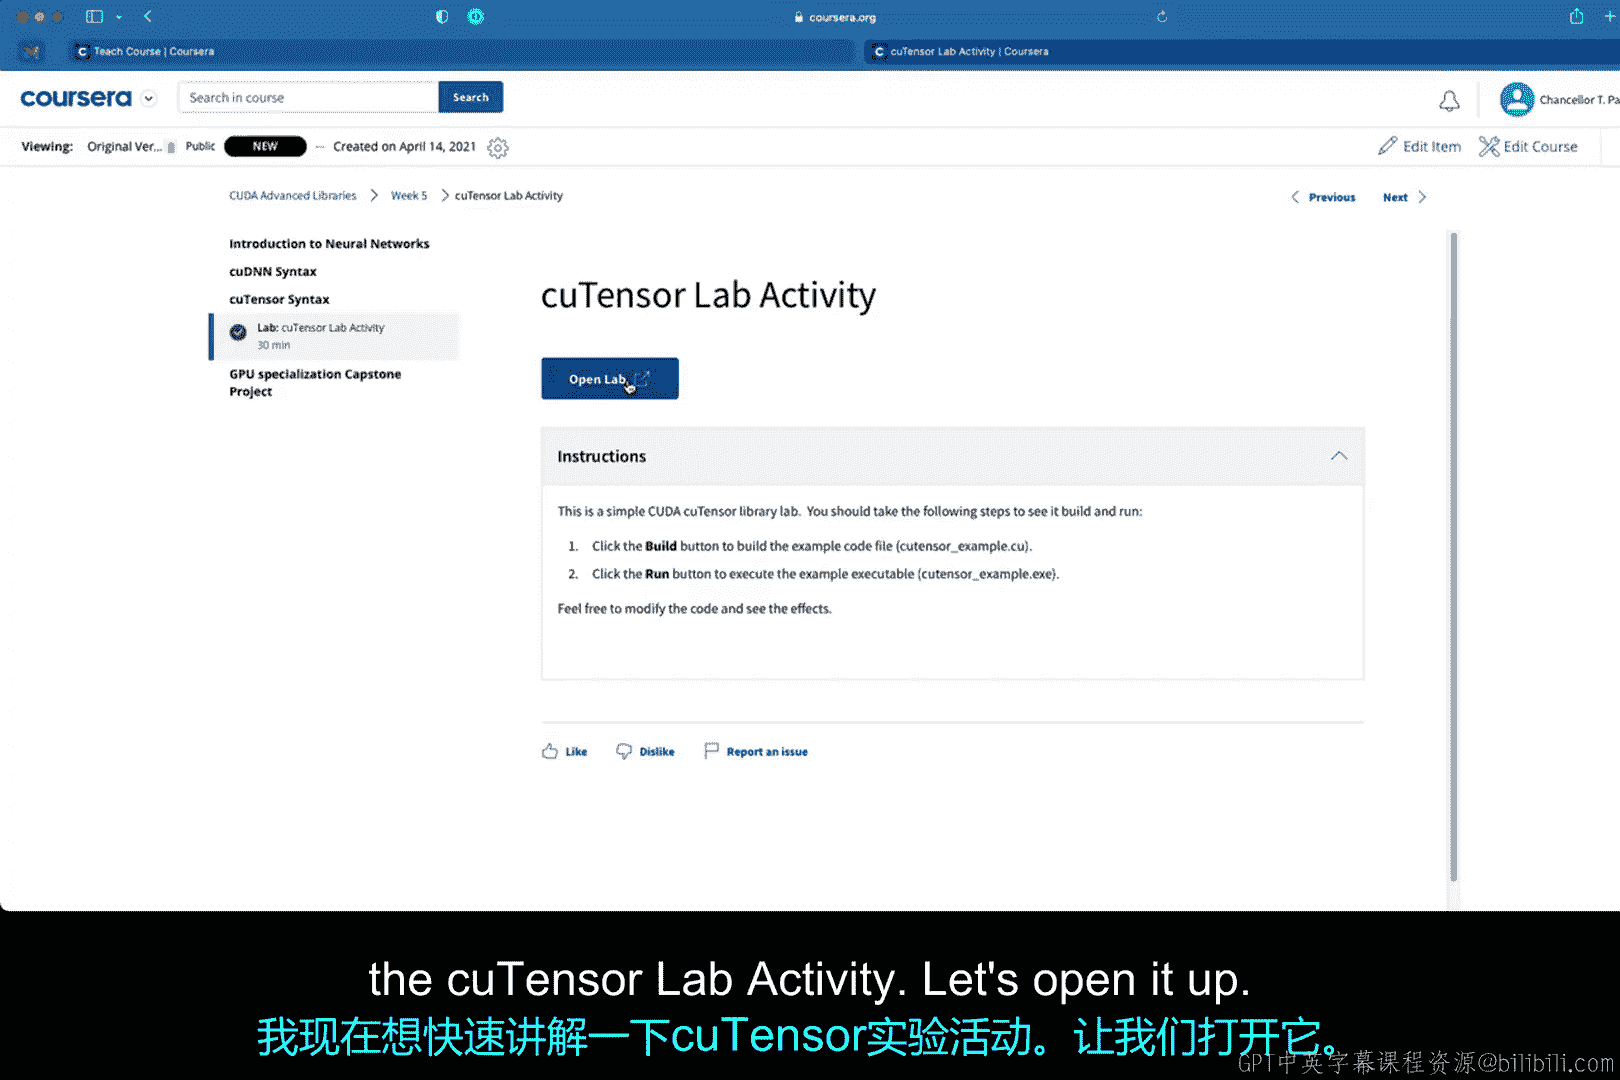 coursera.org
Teach Course | Coursera
cuTensor Lab Activity | Coursera
coursera
Search in course
Search
Chancellor T. Pa
Viewing: Original Ver... Public NEW Created on April 14, 2021
Edit Item
Edit Course
CUDA Advanced Libraries > Week 5 > cuTensor Lab Activity
Previous
Next
Introduction to Neural Networks
cuDNN Syntax
cuTensor Syntax
Lab: cuTensor Lab Activity
30 min
GPU specialization Capstone
Project
cuTensor Lab Activity
Open Lab
Instructions
This is a simple CUDA cuTensor library lab. You should take the following steps to see it build and run:
1. Click the Build button to build the example code file (cutensor_example.cu).
2. Click the Run button to execute the example executable (cutensor_example.exe).
Feel free to modify the code and see the effects.
Like
Dislike
Report an issue
the cuTensor Lab Activity. Let's open it up.
我现在想快速讲解一下cuTensor实验活动。让我们打开它。
GPT中英字幕课程资源@bilibili.com